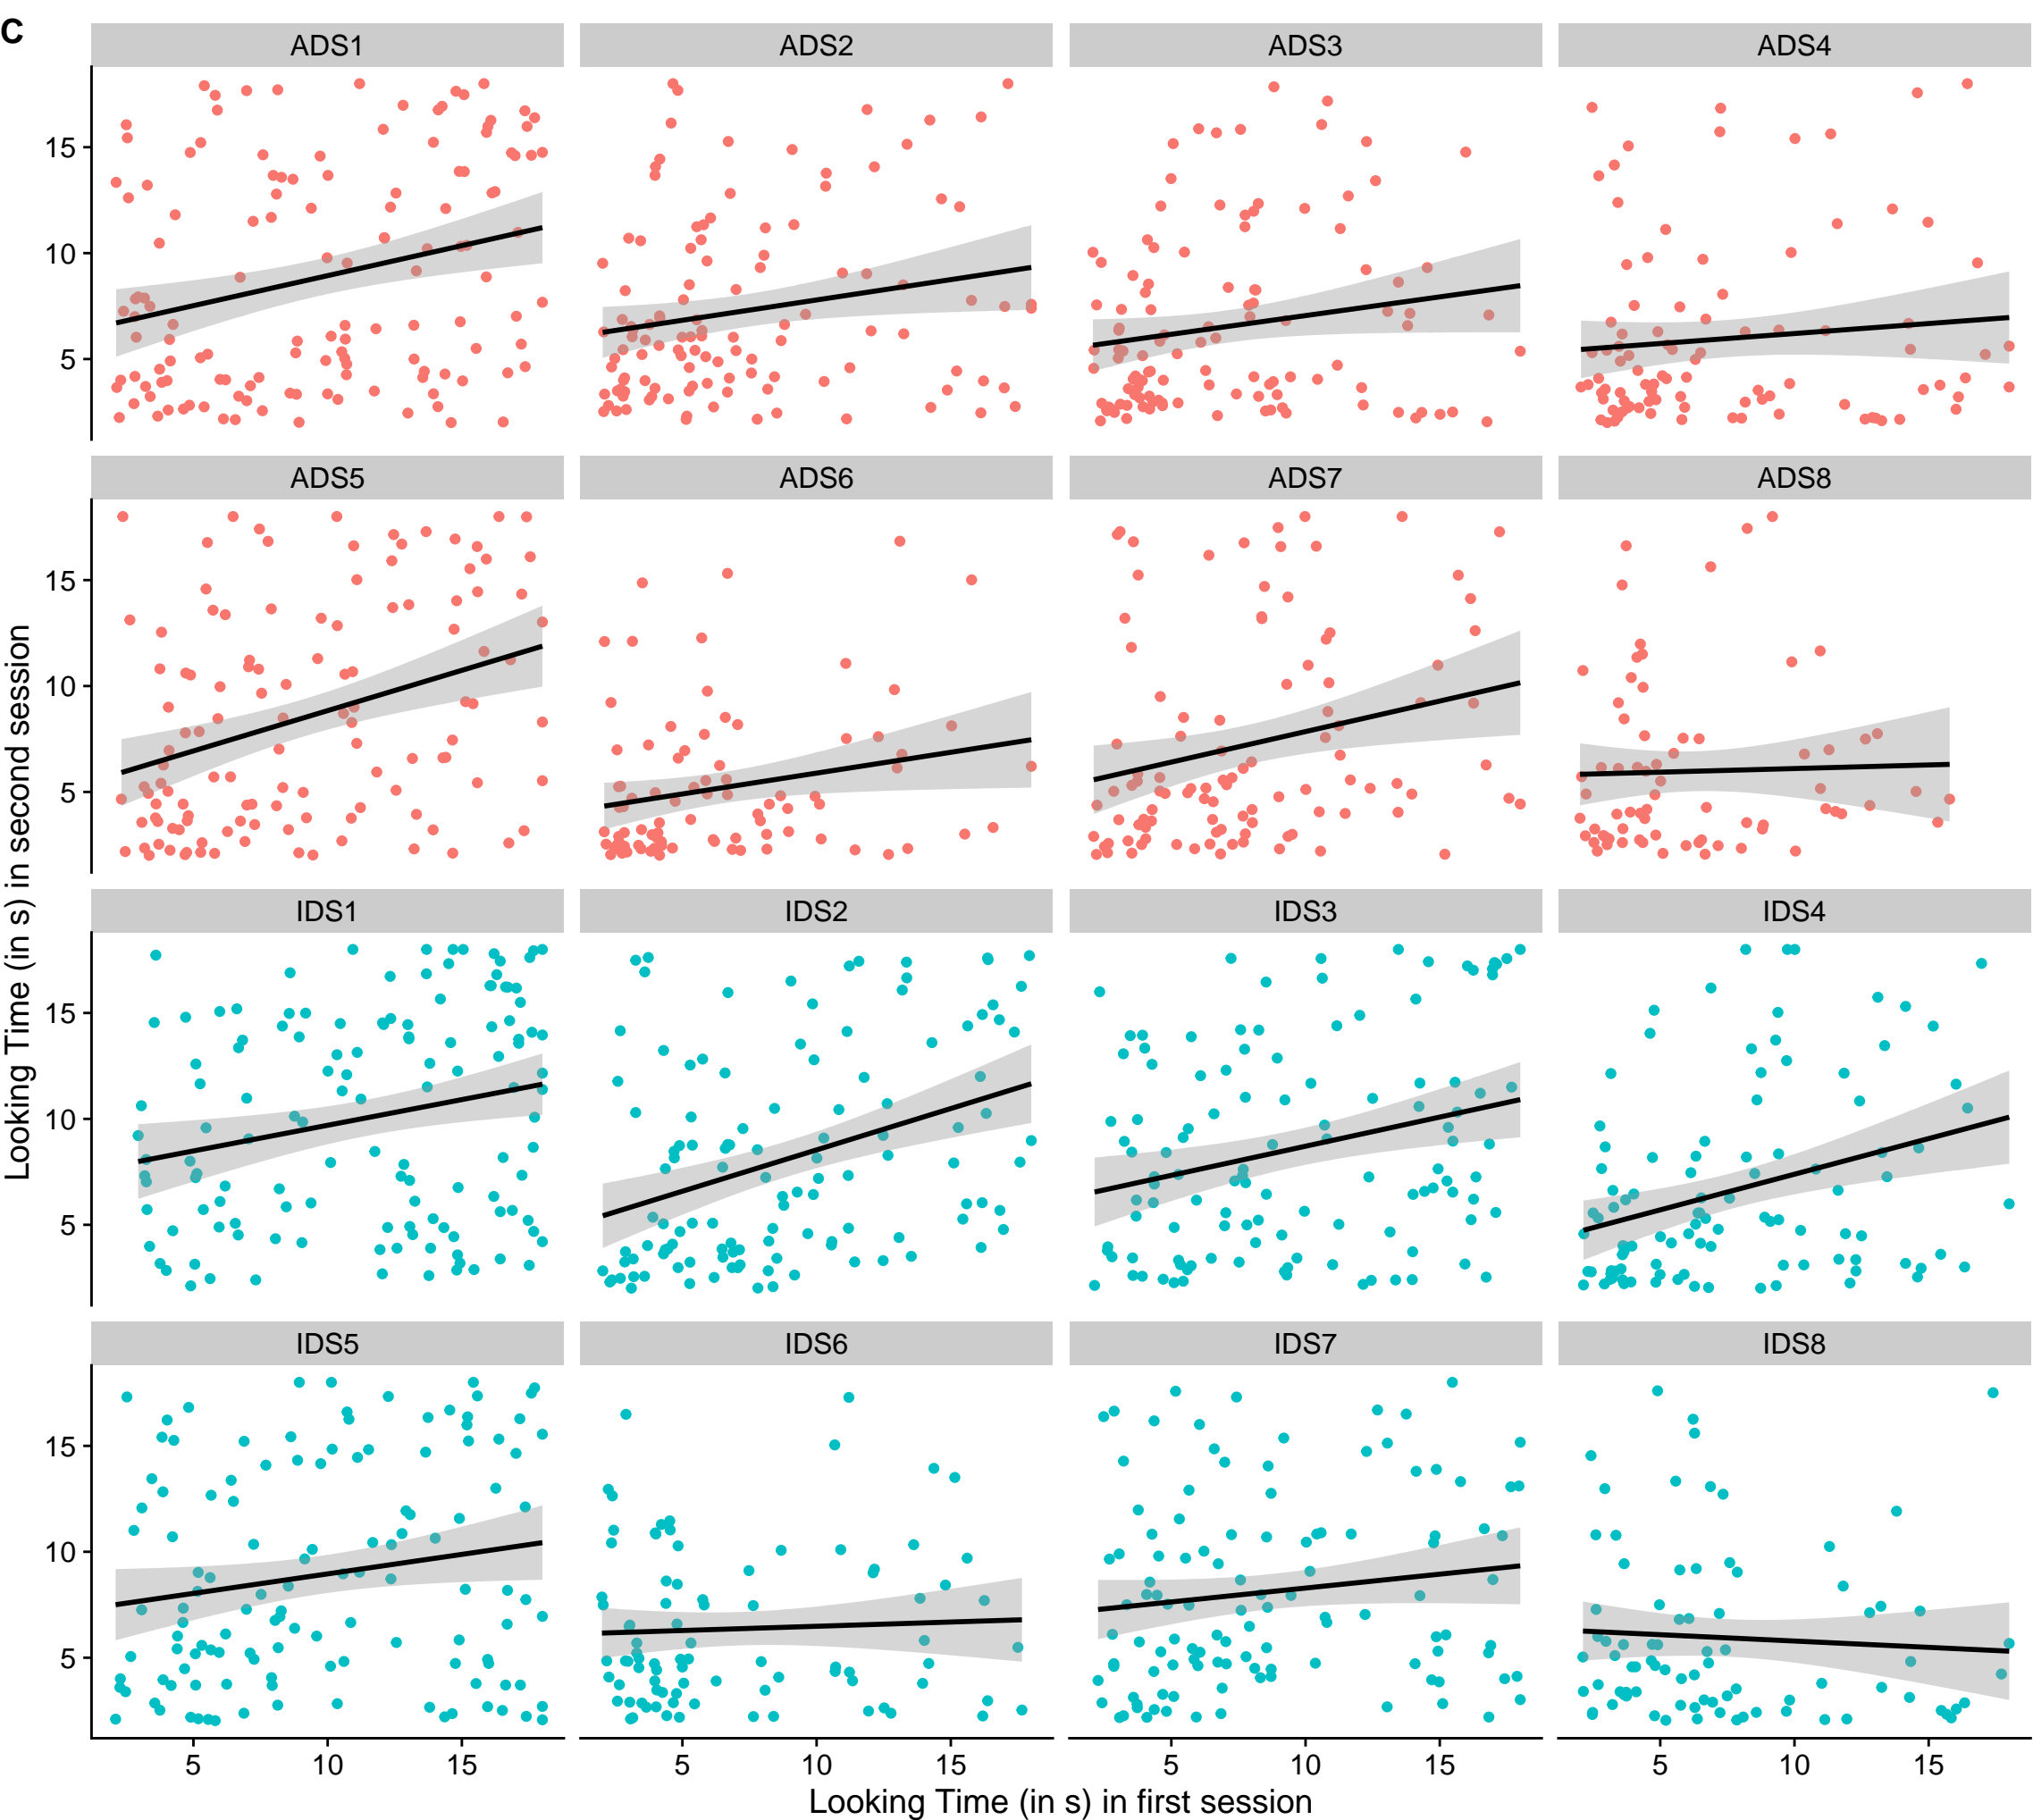 C
ADS1 ADS2 ADS3 ADS4
15
10
5
ADS5 ADS6 ADS7 ADS8
15
10
5
Looking Time (in s) in second session
IDS1 IDS2 IDS3 IDS4
15
10
5
IDS5 IDS6 IDS7 IDS8
15
10
5
5 10 15 5 10 15 5 10 15 5 10 15
Looking Time (in s) in first session